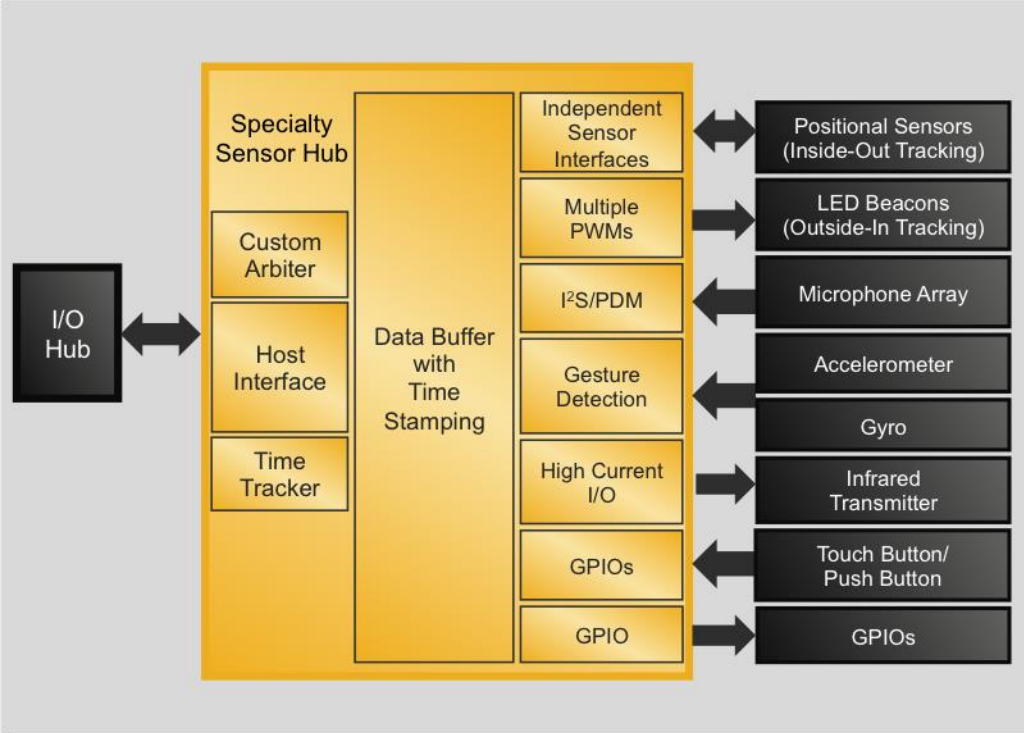 Specialty
Sensor Hub
Custom
Arbiter
Host
Interface
Time
Tracker
I/O
Hub
Data Buffer
with
Time
Stamping
Independent
Sensor
Interfaces
Multiple
PWMs
I²S/PDM
Gesture
Detection
High Current
I/O
GPIOs
GPIO
Positional Sensors
(Inside-Out Tracking)
LED Beacons
(Outside-In Tracking)
Microphone Array
Accelerometer
Gyro
Infrared
Transmitter
Touch Button/
Push Button
GPIOs